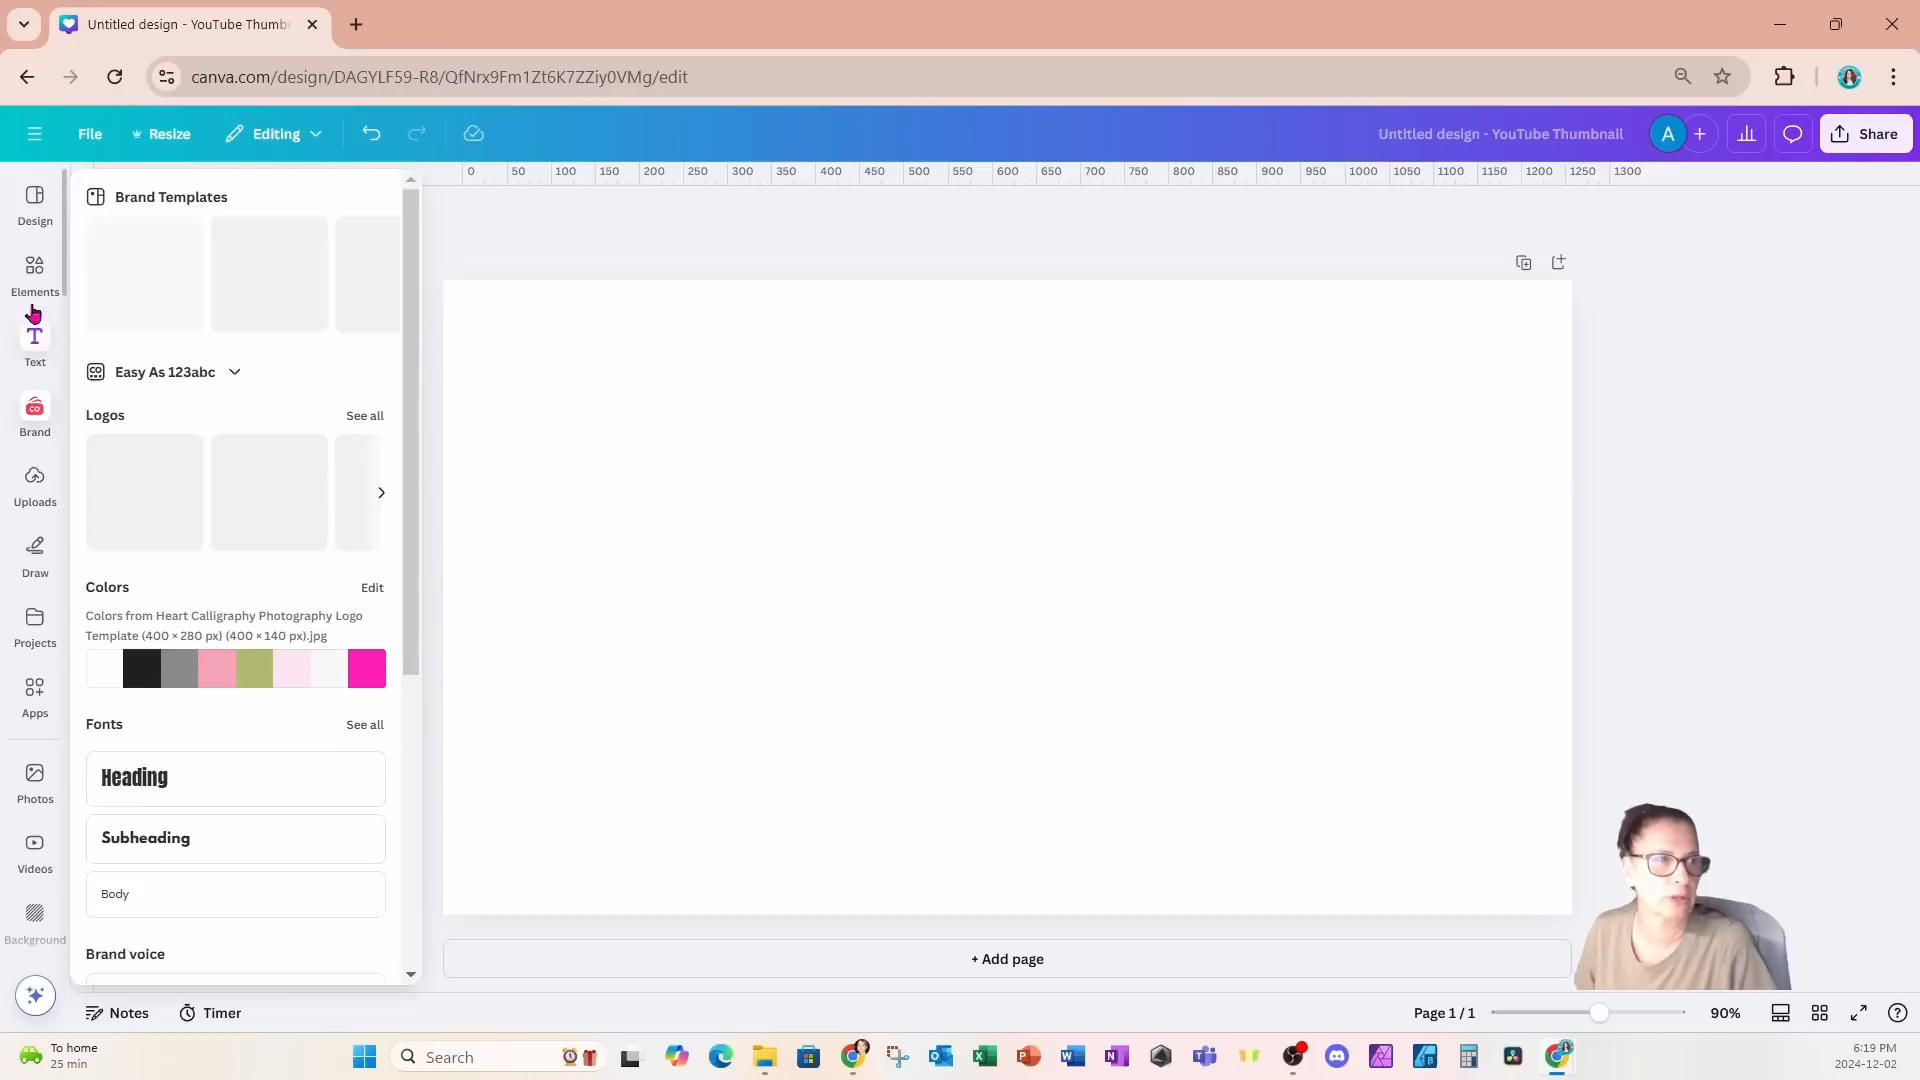 Untitled design - YouTube Thumb
canva.com/design/DAGYLF59-R8/QfNrx9Fm1Zt6K7ZZiy0VMg/edit
File
Resize
Editing
Untitled design - YouTube Thumbnail
A
Share
0 50 100 150 200 250 300 350 400 450 500 550 600 650 700 750 800 850 900 950 1000 1050 1100 1150 1200 1250 1300
Design
Elements
Text
Brand
Uploads
Draw
Projects
Apps
Photos
Videos
Background
Brand Templates
Easy As 123abc
Logos
See all
Colors
Edit
Colors from Heart Calligraphy Photography Logo
Template (400 × 280 px) (400 × 140 px).jpg
Fonts
See all
Heading
Subheading
Body
Brand voice
+ Add page
Notes
Timer
Page 1 / 1
90%
To home
25 min
Search
6:19 PM
2024-12-02